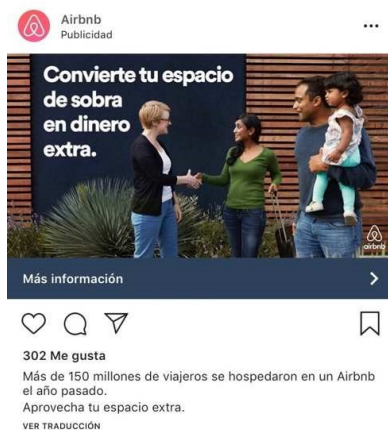 Airbnb
Publicidad
Convierte tu espacio
de sobra
en dinero
extra.
airbnb
Más información
302 Me gusta
Más de 150 millones de viajeros se hospedaron en un Airbnb
el año pasado.
Aprovecha tu espacio extra.
VER TRADUCCIÓN